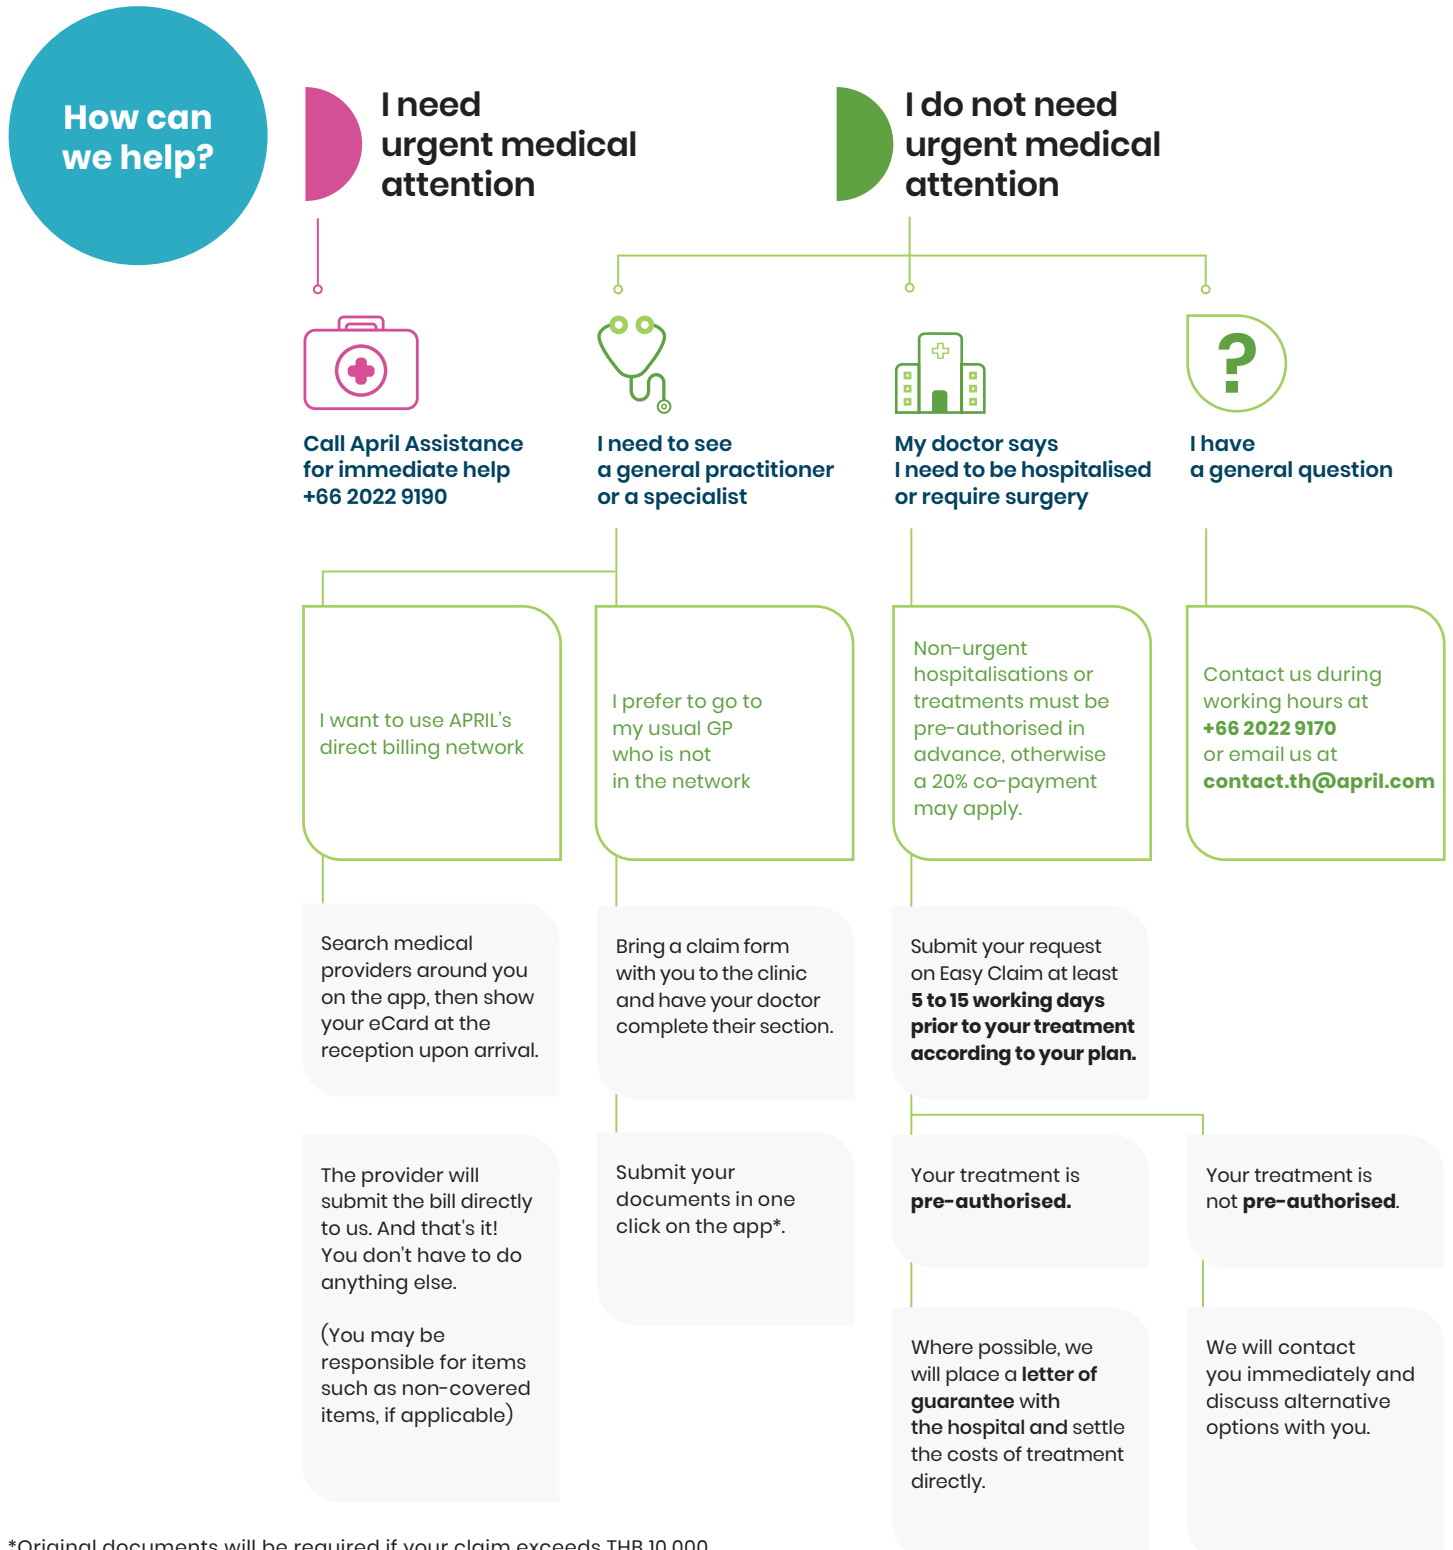 How can
we help?
I need
urgent medical
attention
I do not need
urgent medical
attention
?
Call April Assistance
for immediate help
+66 2022 9190
I need to see
a general practitioner
or a specialist
My doctor says
I need to be hospitalised
or require surgery
I have
a general question
I want to use APRIL's
direct billing network
I prefer to go to
my usual GP
who is not
in the network
Non-urgent
hospitalisations or
treatments must be
pre-authorised in
advance, otherwise
a 20% co-payment
may apply.
Contact us during
working hours at
+66 2022 9170
or email us at
contact.th@april.com
Search medical
providers around you
on the app, then show
your eCard at the
reception upon arrival.
Bring a claim form
with you to the clinic
and have your doctor
complete their section.
Submit your request
on Easy Claim at least
5 to 15 working days
prior to your treatment
according to your plan.
The provider will
submit the bill directly
to us. And that's it!
You don't have to do
anything else.
(You may be
responsible for items
such as non-covered
items, if applicable)
Submit your
documents in one
click on the app*.
Your treatment is
pre-authorised.
Your treatment is
not pre-authorised.
Where possible, we
will place a letter of
guarantee with
the hospital and settle
the costs of treatment
directly.
We will contact
you immediately and
discuss alternative
options with you.
*Original documents will be required if your claim exceeds THB 10,000